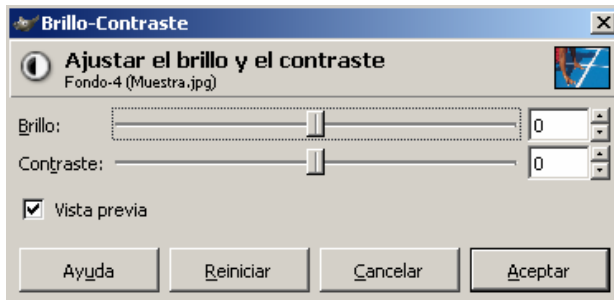 Brillo-Contraste
Ajustar el brillo y el contraste
Fondo-4 (Muestra.jpg)
Brillo: 0
Contraste: 0
Vista previa
Ayuda Reiniciar Cancelar Aceptar